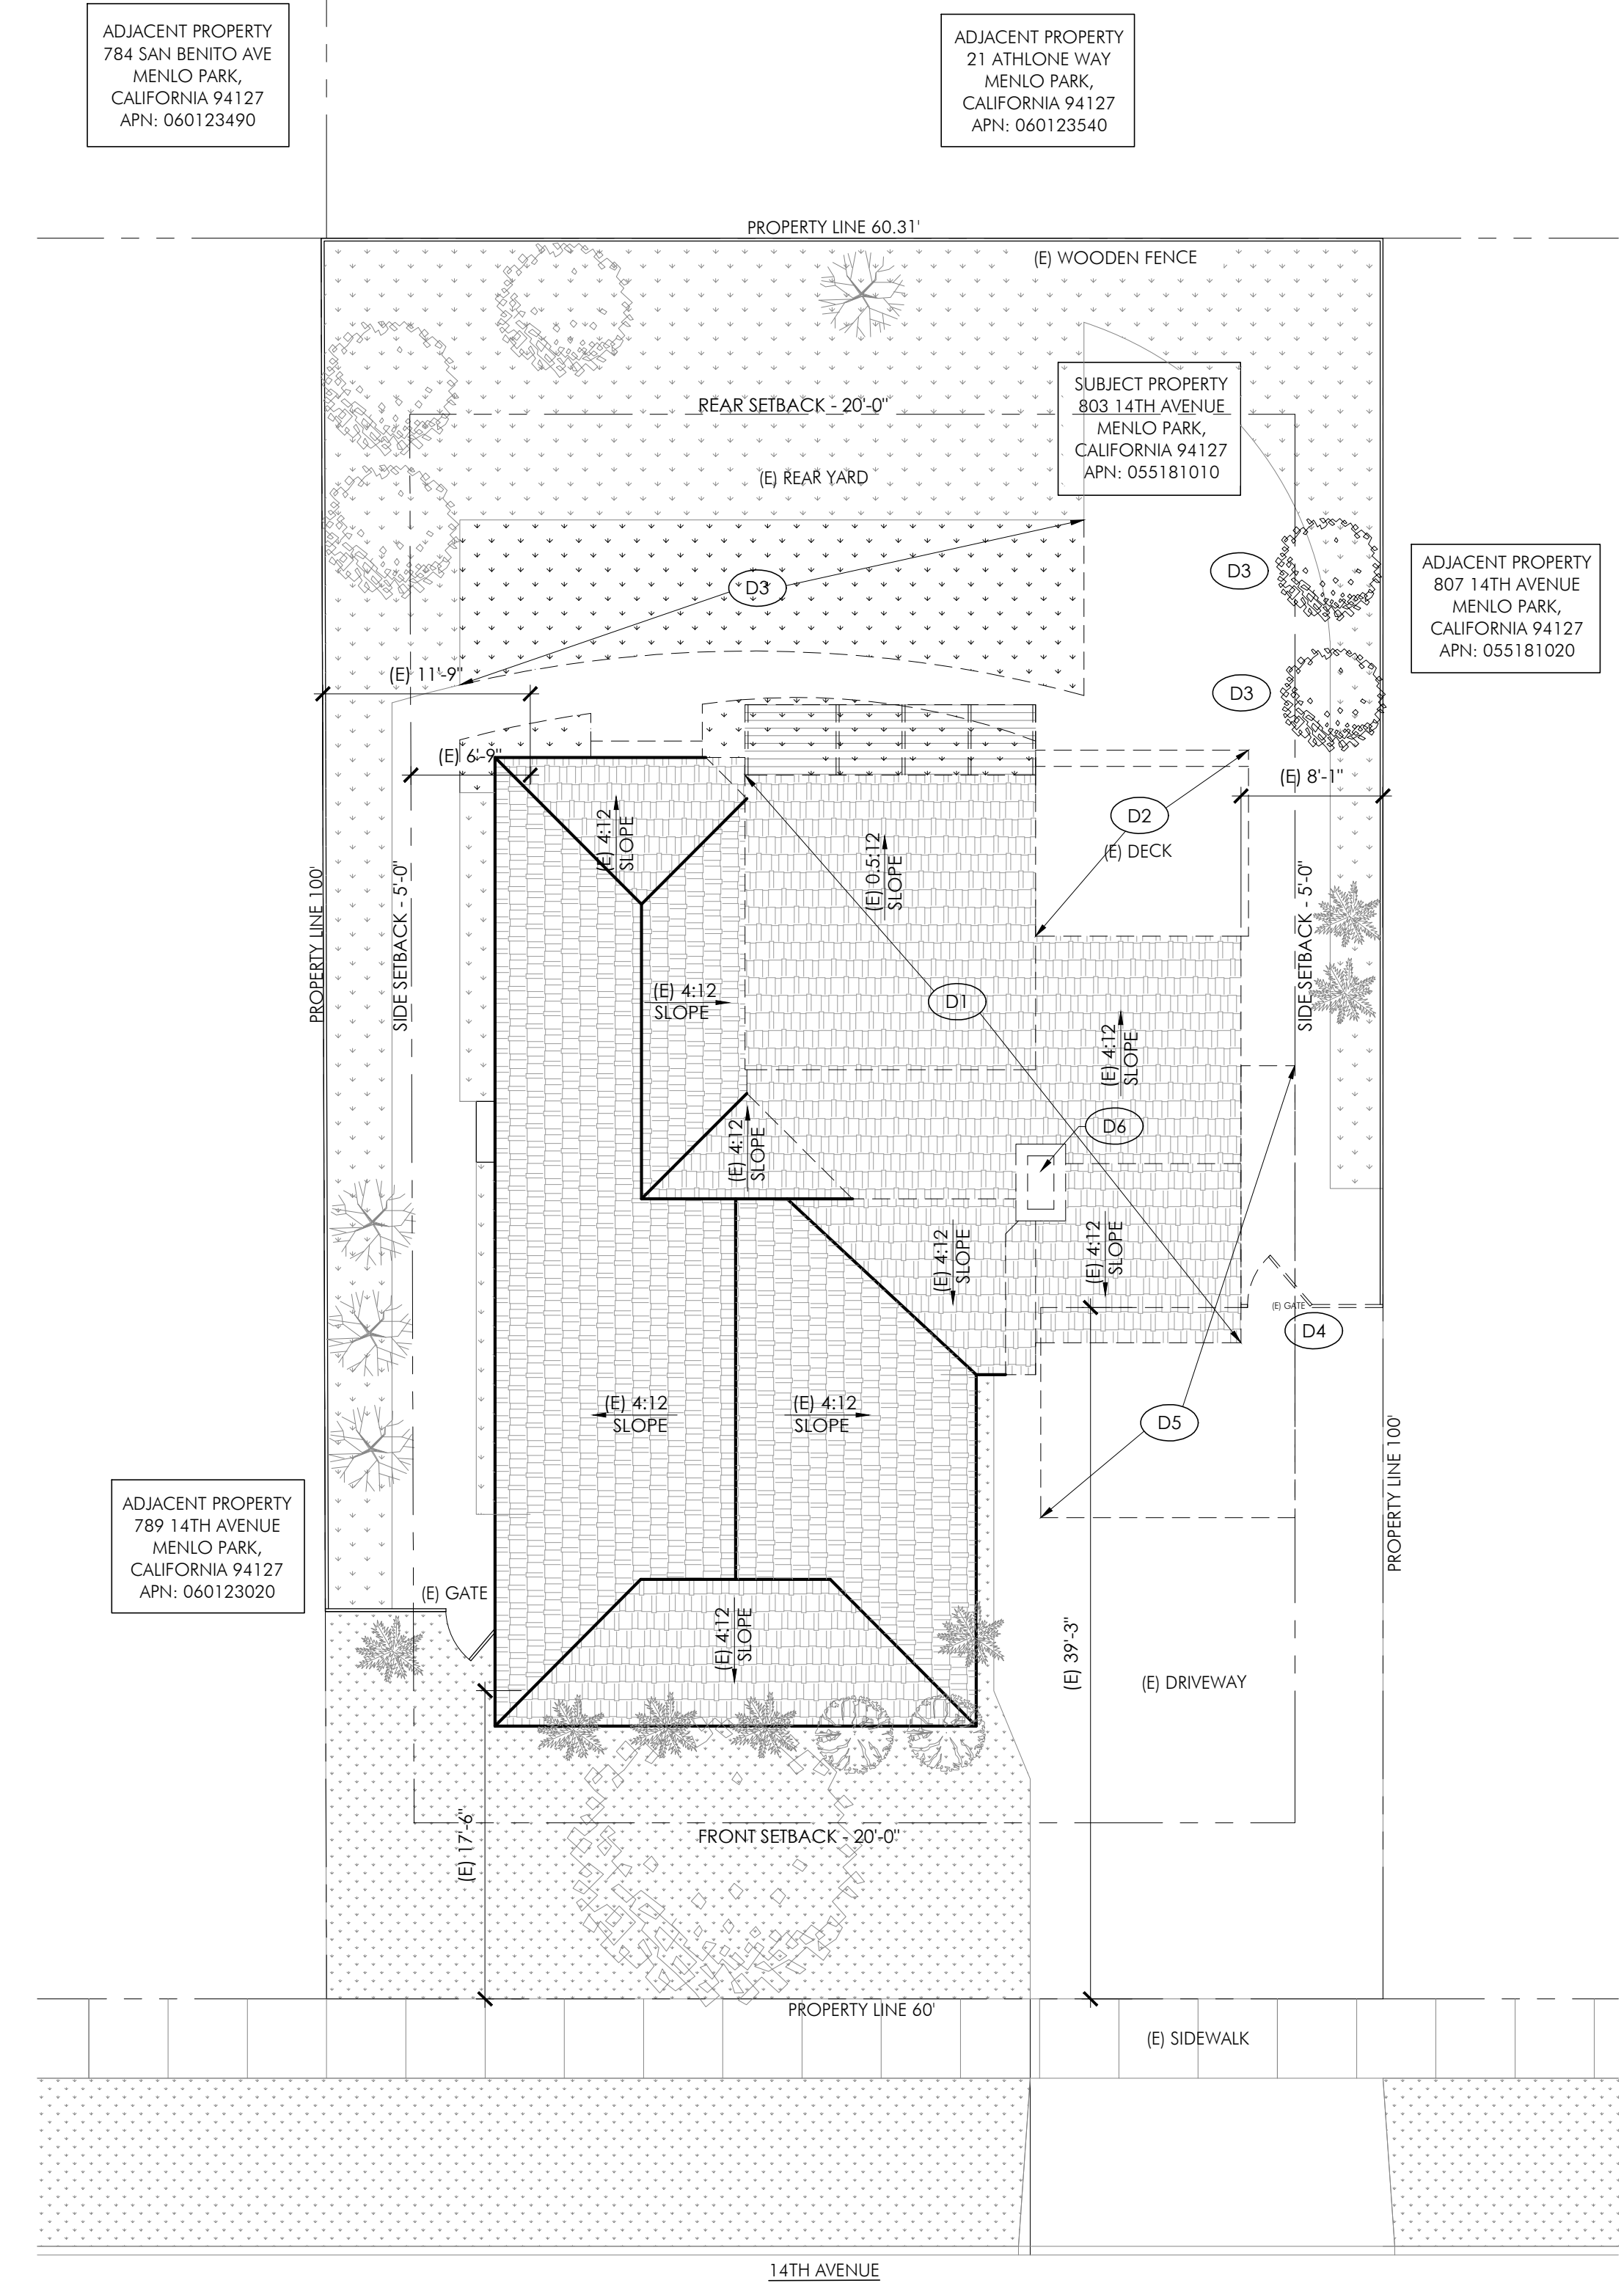 ADJACENT PROPERTY
784 SAN BENITO AVE
MENLO PARK,
CALIFORNIA 94127
APN: 060123490
ADJACENT PROPERTY
21 ATHLONE WAY
MENLO PARK,
CALIFORNIA 94127
APN: 060123540
PROPERTY LINE 60.31'
(E) WOODEN FENCE
SUBJECT PROPERTY
803 14TH AVENUE
MENLO PARK,
CALIFORNIA 94127
APN: 055181010
REAR SETBACK - 20'-0"
(E) REAR YARD
D3
D3
D3
ADJACENT PROPERTY
807 14TH AVENUE
MENLO PARK,
CALIFORNIA 94127
APN: 055181020
(E) 11'-9"
(E) 6'-9"
(E) 8'-1"
D2
(E) DECK
(E) 4:12
SLOPE
(E) 0.5:12
SLOPE
PROPERTY LINE 100'
SIDE SETBACK - 5'-0"
SIDE SETBACK - 5'-0"
(E) 4:12
SLOPE
D1
(E) 4:12
SLOPE
D6
(E) 4:12
SLOPE
(E) 4:12
SLOPE
(E) 4:12
SLOPE
(E) GATE
D4
(E) 4:12
SLOPE
(E) 4:12
SLOPE
D5
PROPERTY LINE 100'
ADJACENT PROPERTY
789 14TH AVENUE
MENLO PARK,
CALIFORNIA 94127
APN: 060123020
(E) GATE
(E) 4:12
SLOPE
(E) 39'-3"
(E) DRIVEWAY
(E) 17'-6"
FRONT SETBACK - 20'-0"
PROPERTY LINE 60'
(E) SIDEWALK
14TH AVENUE